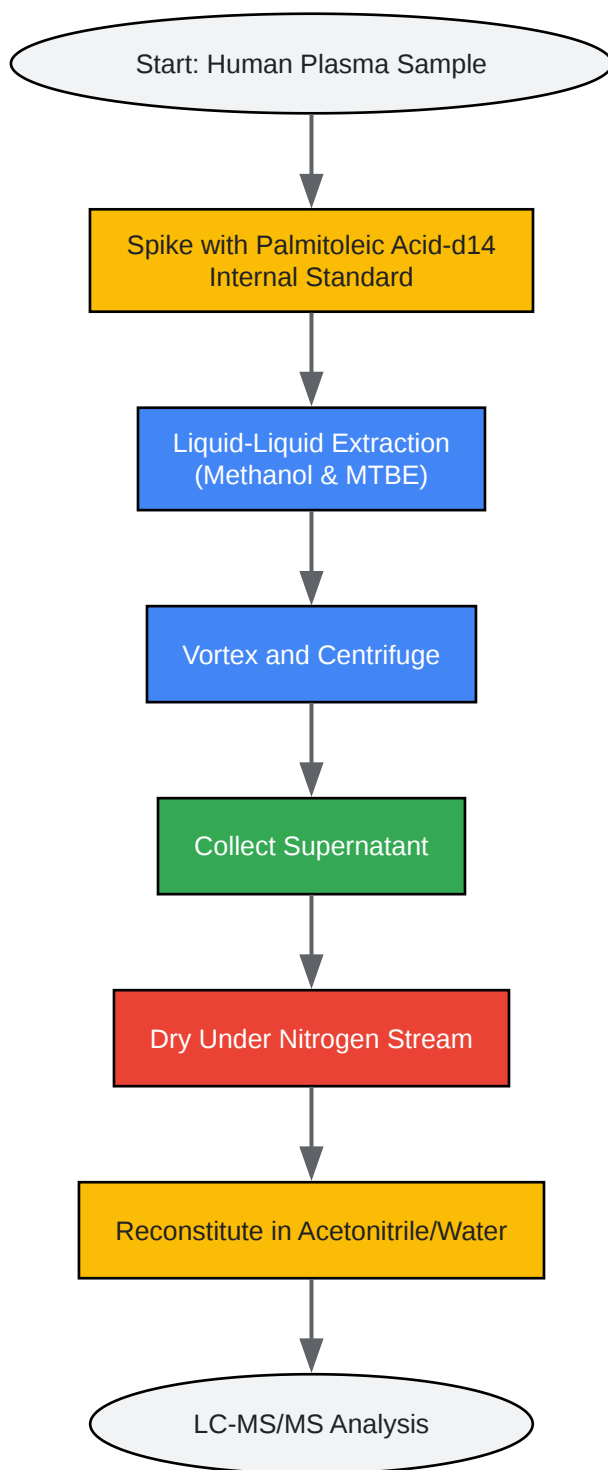 Start: Human Plasma Sample
Spike with Palmitoleic Acid-d14
Internal Standard
Liquid-Liquid Extraction
(Methanol & MTBE)
Vortex and Centrifuge
Collect Supernatant
Dry Under Nitrogen Stream
Reconstitute in Acetonitrile/Water
LC-MS/MS Analysis